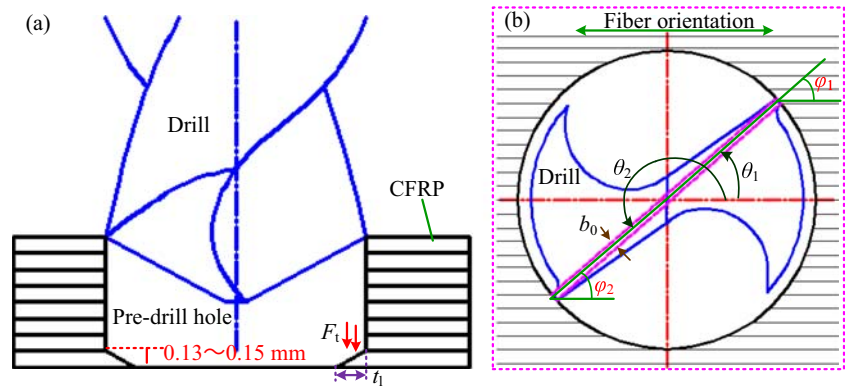 (a)
Drill
CFRP
Pre-drill hole
Fₜ
0.13～0.15 mm
t₁
(b)
Fiber orientation
φ₁
θ₂
θ₁
Drill
b₀
φ₂